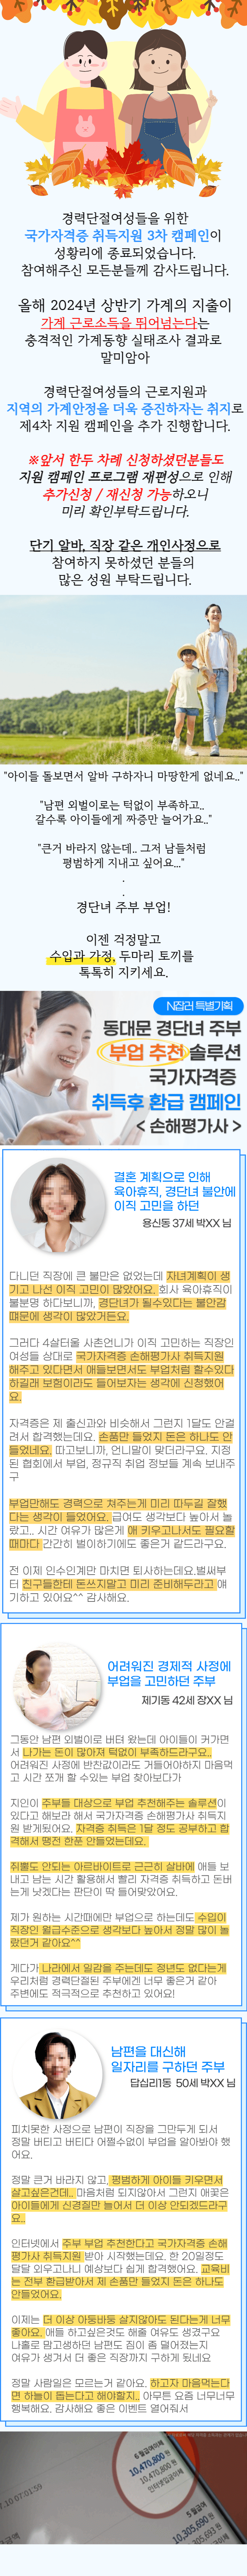 경력단절여성들을 위한
국가자격증 취득지원 3차 캠페인이
성황리에 종료되었습니다.
참여해주신 모든분들께 감사드립니다.
올해 2024년 상반기 가계의 지출이
가계 근로소득을 뛰어넘는다는
충격적인 가계동향 실태조사 결과로
말미암아
경력단절여성들의 근로지원과
지역의 가계안정을 더욱 증진하자는 취지로
제4차 지원 캠페인을 추가 진행합니다.
※앞서 한두 차례 신청하셨던분들도
지원 캠페인 프로그램 재편성으로 인해
추가신청 / 재신청 가능하오니
미리 확인부탁드립니다.
단기 알바, 직장 같은 개인사정으로
참여하지 못하셨던 분들의
많은 성원 부탁드립니다.
"아이들 돌보면서 알바 구하자니 마땅한게 없네요.."
"남편 외벌이로는 턱없이 부족하고..
갈수록 아이들에게 짜증만 늘어가요.."
"큰거 바라지 않는데.. 그저 남들처럼
평범하게 지내고 싶어요..."
.
.
경단녀 주부 부업!
이젠 걱정말고
수입과 가정, 두마리 토끼를
톡톡히 지키세요.
N잡러 특별기획
동대문 경단녀 주부
부업 추천 솔루션
국가자격증
취득후 환급 캠페인
< 손해평가사 >
결혼 계획으로 인해
육아휴직, 경단녀 불안에
이직 고민을 하던
용신동 37세 박XX 님
다니던 직장에 큰 불만은 없었는데 자녀계획이 생
기고 나선 이직 고민이 많았어요. 회사 육아휴직이
불분명 하다보니까, 경단녀가 될수있다는 불안감
때문에 생각이 많았거든요.
그러다 4살터울 사촌언니가 이직 고민하는 직장인
여성들 상대로 국가자격증 손해평가사 취득지원
해주고 있다면서 애들보면서도 부업처럼 할수있다
하길래 보험이라도 들어보자는 생각에 신청했어
요.
자격증은 제 출신과와 비슷해서 그런지 1달도 안걸
려서 합격했는데요. 손품만 들었지 돈은 하나도 안
들었네요. 따고보니까, 언니말이 맞더라구요. 지정
된 협회에서 부업, 정규직 취업 정보들 계속 보내주
구
부업만해도 경력으로 쳐주는게 미리 따두길 잘했
다는 생각이 들었어요. 급여도 생각보다 높아서 놀
랐고.. 시간 여유가 많은게 애 키우고나서도 필요할
때마다 간간히 벌이하기에도 좋은거 같드라구요.
전 이제 인수인계만 마치면 퇴사하는데요.벌써부
터 친구들한테 돈쓰지말고 미리 준비해두라고 얘
기하고 있어요^^ 감사해요.
어려워진 경제적 사정에
부업을 고민하던 주부
제기동 42세 장XX 님
그동안 남편 외벌이로 버텨 왔는데 아이들이 커가면
서 나가는 돈이 많아져 턱없이 부족하드라구요..
어려워진 사정에 반찬값이라도 거들어야하지 마음먹
고 시간 쪼개 할 수있는 부업 찾아보다가
지인이 주부들 대상으로 부업 추천해주는 솔루션이
있다고 해보라 해서 국가자격증 손해평가사 취득지
원 받게됬어요. 자격증 취득은 1달 정도 공부하고 합
격해서 땡전 한푼 안들었는데요.
쥐뿔도 안되는 아르바이트로 근근히 살바에 애들 보
내고 남는 시간 활용해서 빨리 자격증 취득하고 돈버
는게 낫겠다는 판단이 딱 들어맞았어요.
제가 원하는 시간때에만 부업으로 하는데도 수입이
직장인 월급수준으로 생각보다 높아서 정말 많이 놀
랐던거 같아요^^
게다가 나라에서 일감을 주는데도 정년도 없다는게
우리처럼 경력단절된 주부에겐 너무 좋은거 같아
주변에도 적극적으로 추천하고 있어요!
남편을 대신해
일자리를 구하던 주부
답십리1동 50세 박XX 님
피치못한 사정으로 남편이 직장을 그만두게 되서
정말 버티고 버티다 어쩔수없이 부업을 알아봐야 했
어요.
정말 큰거 바라지 않고, 평범하게 아이들 키우면서
살고싶은건데.. 마음처럼 되지않아서 그런지 애꿎은
아이들에게 신경질만 늘어서 더 이상 안되겠드라구
요..
인터넷에서 주부 부업 추천한다고 국가자격증 손해
평가사 취득지원 받아 시작했는데요. 한 20일정도
달달 외우고나니 예상보다 쉽게 합격했어요. 교육비
는 전부 환급받아서 제 손품만 들었지 돈은 하나도
안들었어요.
이제는 더 이상 아둥바둥 살지않아도 된다는게 너무
좋아요. 애들 하고싶은것도 해줄 여유도 생겼구요
나홀로 맘고생하던 남편도 짐이 좀 덜어졌는지
여유가 생겨서 더 좋은 직장까지 구하게 됬네요
정말 사람일은 모르는거 같아요. 하고자 마음먹는다
면 하늘이 돕는다고 해야할지.. 아무튼 요즘 너무너무
행복해요. 감사해요 좋은 이벤트 열어줘서
6 월급여이체
10,470,800 원
10,470,800 원
인터넷입금이체
7.10 07:01:59
5 월급여
10,305,690 원
305,693 원